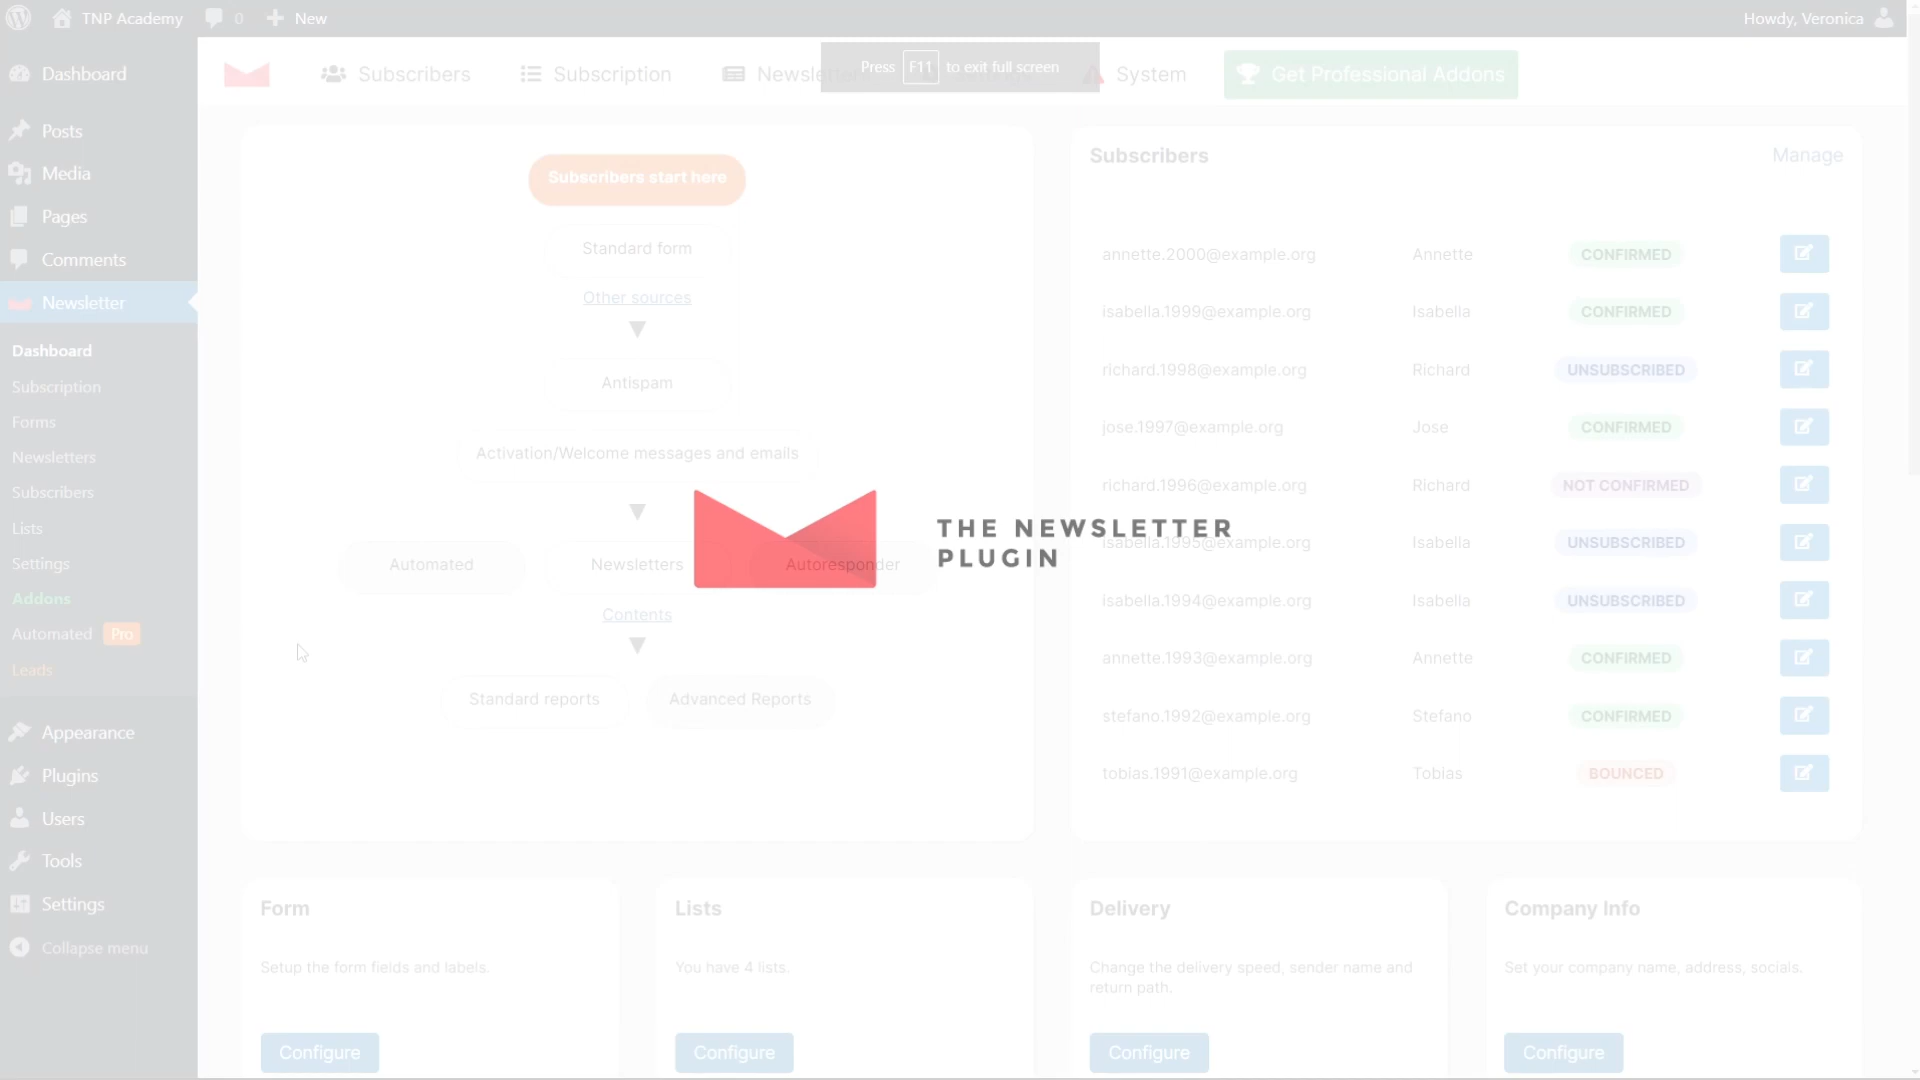 TNP Academy
0
New
Howdy, Veronica
Dashboard
Posts
Media
Pages
Comments
Newsletter
Dashboard
Subscription
Forms
Newsletters
Subscribers
Lists
Settings
Addons
Automated Pro
Leads
Appearance
Plugins
Users
Tools
Settings
Collapse menu
Subscribers
Subscription
Press F11 to exit full screen
System
Get Professional Addons
Subscribers start here
Standard form
Other sources
Antispam
Activation/Welcome messages and emails
Automated
Newsletters
Autoresponder
Contents
Standard reports
Advanced Reports
THE NEWSLETTER
PLUGIN
Subscribers
Manage
annette.2000@example.org Annette CONFIRMED
isabella.1999@example.org Isabella CONFIRMED
richard.1998@example.org Richard UNSUBSCRIBED
jose.1997@example.org Jose CONFIRMED
richard.1996@example.org Richard NOT CONFIRMED
isabella.1995@example.org Isabella UNSUBSCRIBED
isabella.1994@example.org Isabella UNSUBSCRIBED
annette.1993@example.org Annette CONFIRMED
stefano.1992@example.org Stefano CONFIRMED
tobias.1991@example.org Tobias BOUNCED
Form
Setup the form fields and labels.
Configure
Lists
You have 4 lists.
Configure
Delivery
Change the delivery speed, sender name and
return path.
Configure
Company Info
Set your company name, address, socials.
Configure